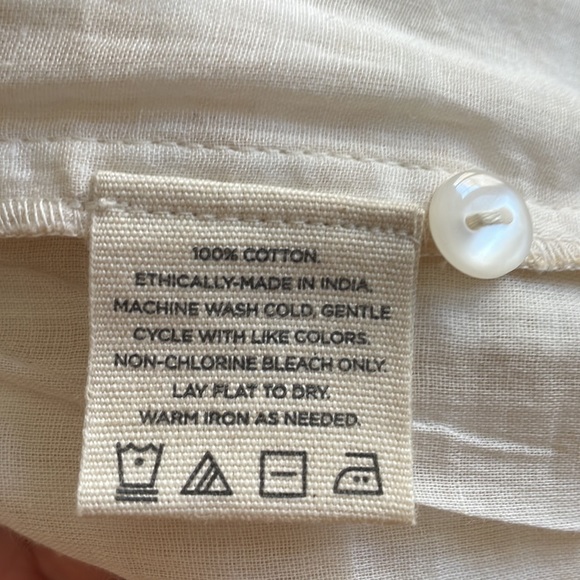 100% COTTON.
ETHICALLY-MADE IN INDIA.
MACHINE WASH COLD, GENTLE
CYCLE WITH LIKE COLORS.
NON-CHLORINE BLEACH ONLY.
LAY FLAT TO DRY.
WARM IRON AS NEEDED.